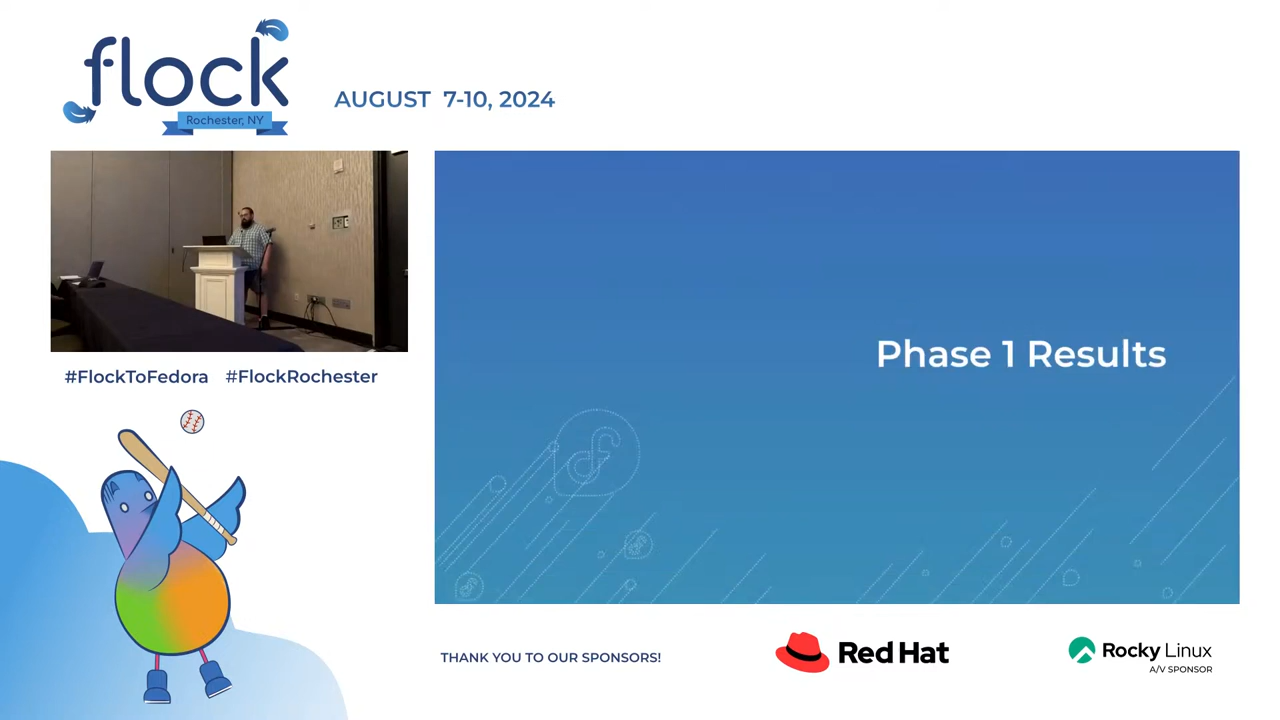 flock
Rochester, NY
AUGUST 7-10, 2024
#FlockToFedora #FlockRochester
Phase 1 Results
THANK YOU TO OUR SPONSORS!
Red Hat
Rocky Linux
A/V SPONSOR